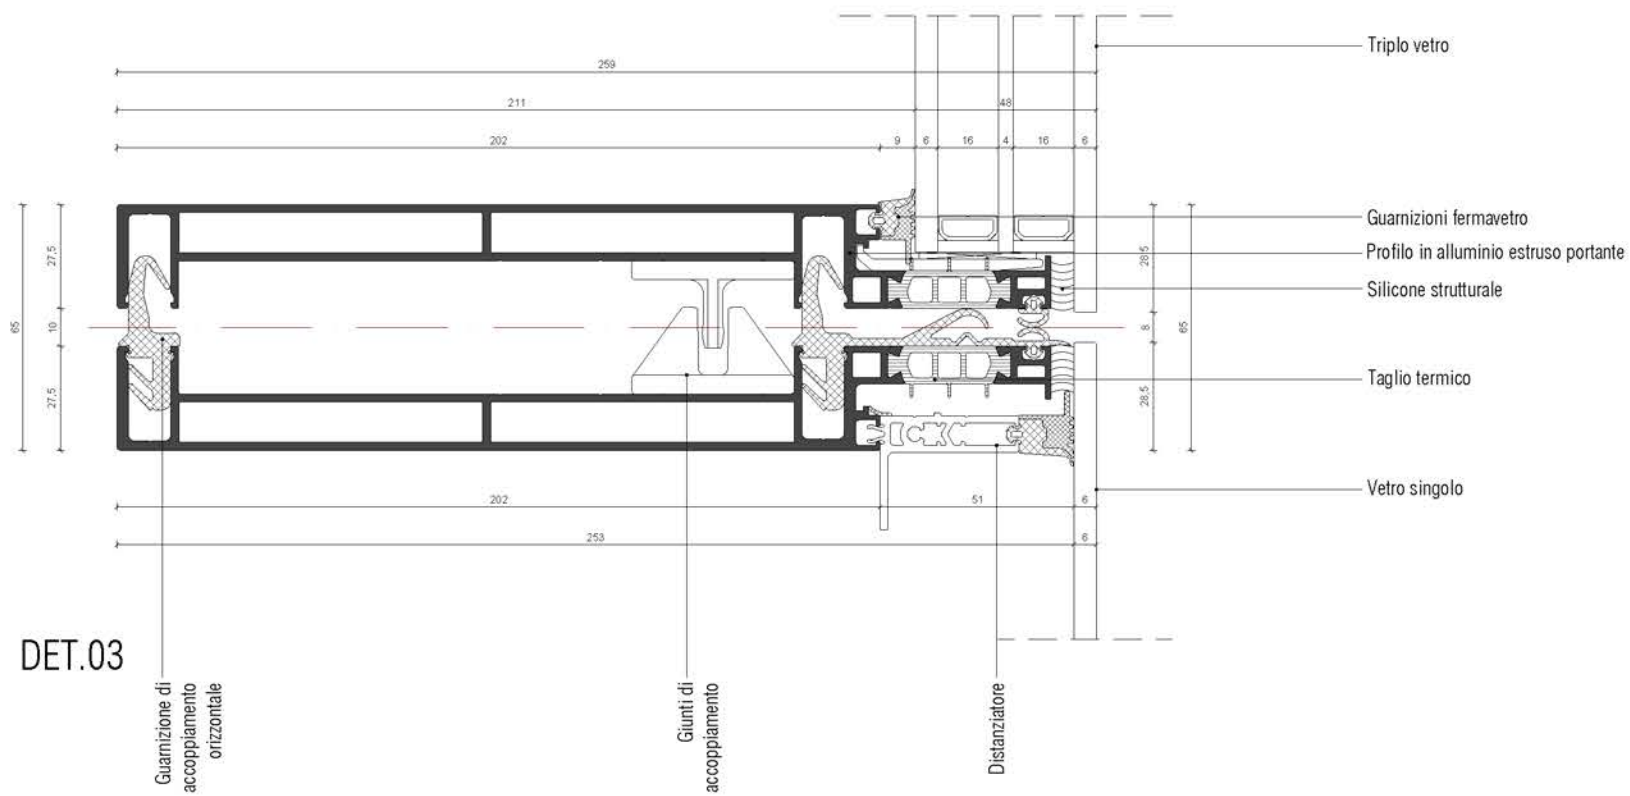 Triplo vetro
259
211
48
202
9
6
16
4
16
6
Guarnizioni fermavetro
Profilo in alluminio estruso portante
Silicone strutturale
65
27,5
10
27,5
28,5
8
28,5
65
Taglio termico
Vetro singolo
202
51
6
253
6
DET.03
Guarnizione di
accoppiamento
orizzontale
Giunti di
accoppiamento
Distanziatore